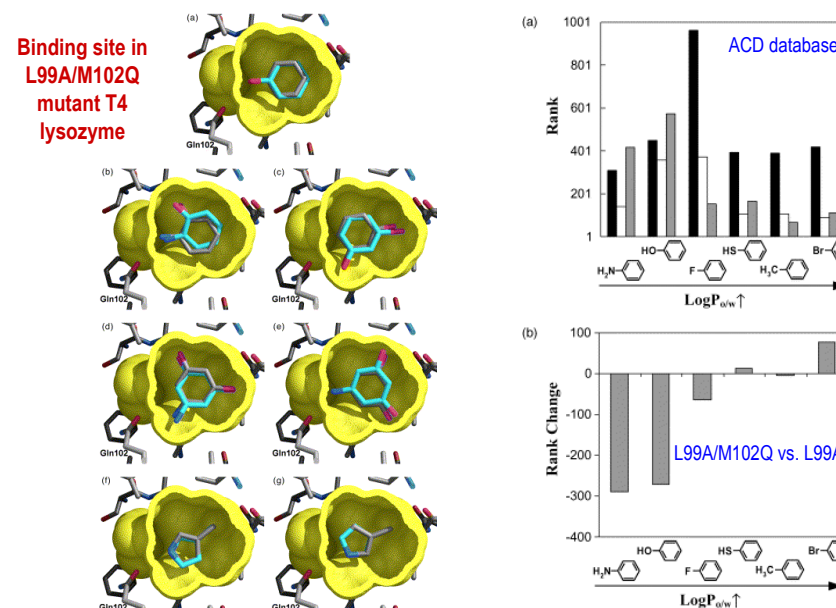 Binding site in
L99A/M102Q
mutant T4
lysozyme
(a)
Gln102
(b)
Gln102
(c)
Gln102
(d)
Gln102
(e)
Gln102
(f)
Gln102
(g)
Gln102
(a)
ACD database
Rank
1001
801
601
401
201
1
H₂N
HO
F
HS
H₃C
Br
LogPo/w↑
(b)
Rank Change
100
0
-100
-200
-300
-400
L99A/M102Q vs. L99A
H₂N
HO
F
HS
H₃C
Br
LogPo/w↑